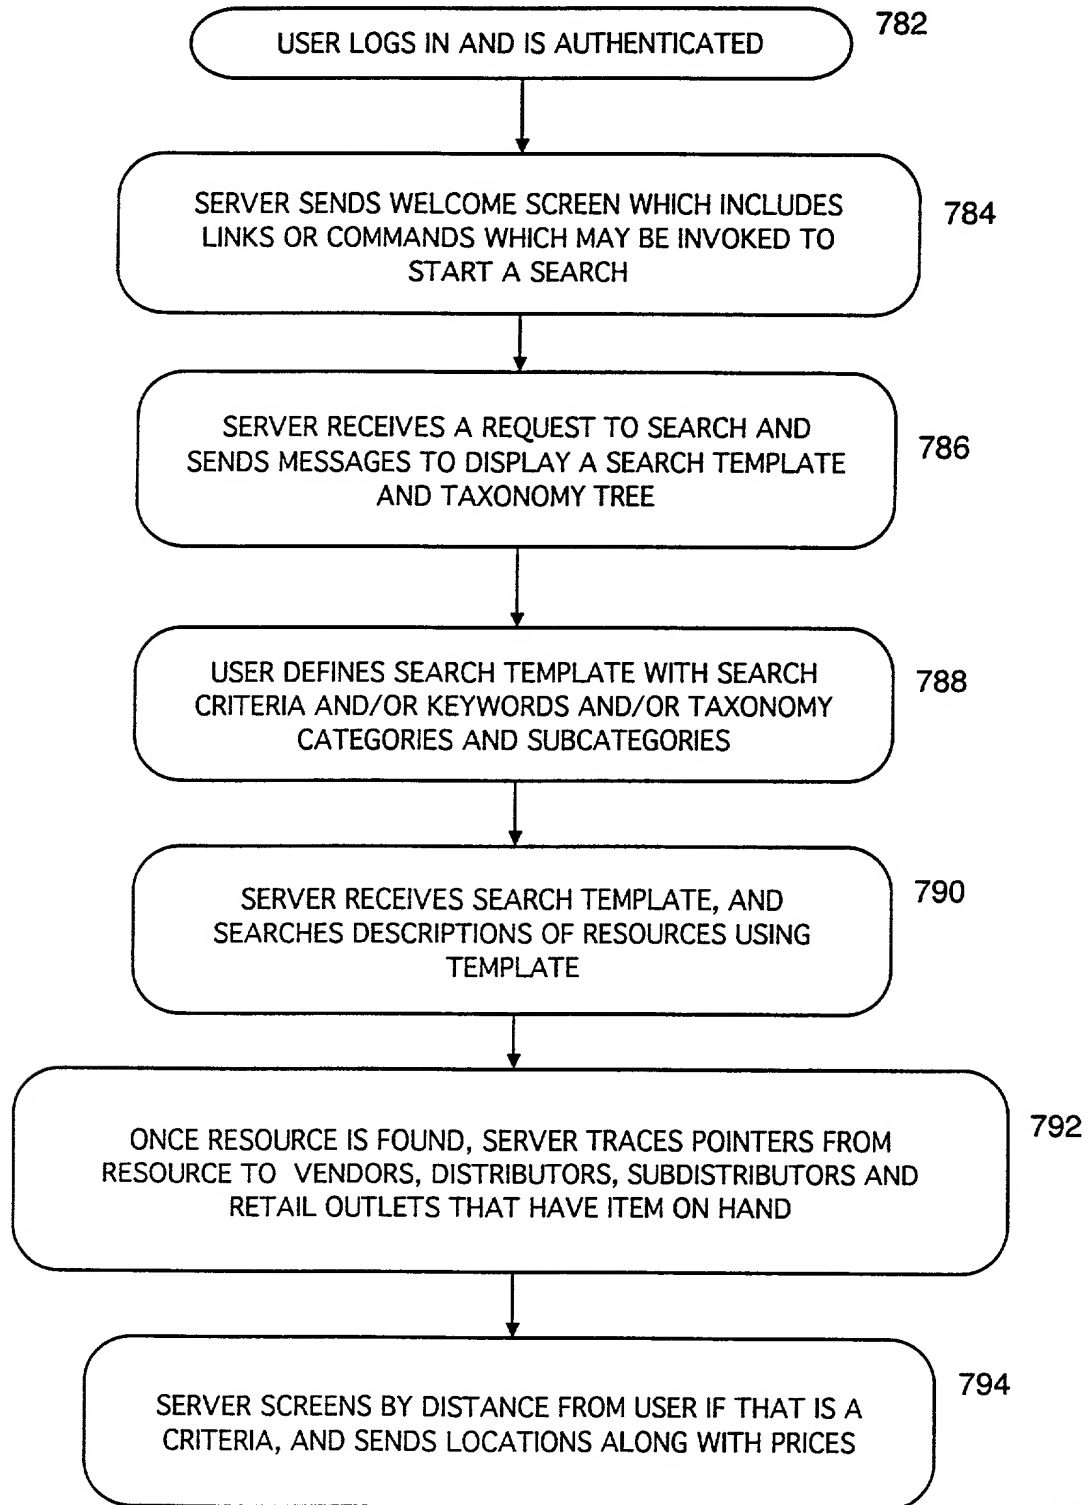 USER LOGS IN AND IS AUTHENTICATED
782
SERVER SENDS WELCOME SCREEN WHICH INCLUDES
LINKS OR COMMANDS WHICH MAY BE INVOKED TO
START A SEARCH
784
SERVER RECEIVES A REQUEST TO SEARCH AND
SENDS MESSAGES TO DISPLAY A SEARCH TEMPLATE
AND TAXONOMY TREE
786
USER DEFINES SEARCH TEMPLATE WITH SEARCH
CRITERIA AND/OR KEYWORDS AND/OR TAXONOMY
CATEGORIES AND SUBCATEGORIES
788
SERVER RECEIVES SEARCH TEMPLATE, AND
SEARCHES DESCRIPTIONS OF RESOURCES USING
TEMPLATE
790
ONCE RESOURCE IS FOUND, SERVER TRACES POINTERS FROM
RESOURCE TO VENDORS, DISTRIBUTORS, SUBDISTRIBUTORS AND
RETAIL OUTLETS THAT HAVE ITEM ON HAND
792
SERVER SCREENS BY DISTANCE FROM USER IF THAT IS A
CRITERIA, AND SENDS LOCATIONS ALONG WITH PRICES
794